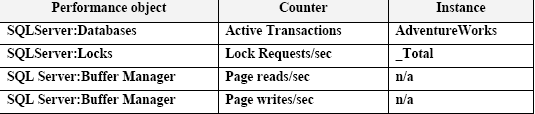 Performance object Counter Instance
SQLServer:Databases Active Transactions AdventureWorks
SQLServer:Locks Lock Requests/sec _Total
SQL Server:Buffer Manager Page reads/sec n/a
SQL Server:Buffer Manager Page writes/sec n/a